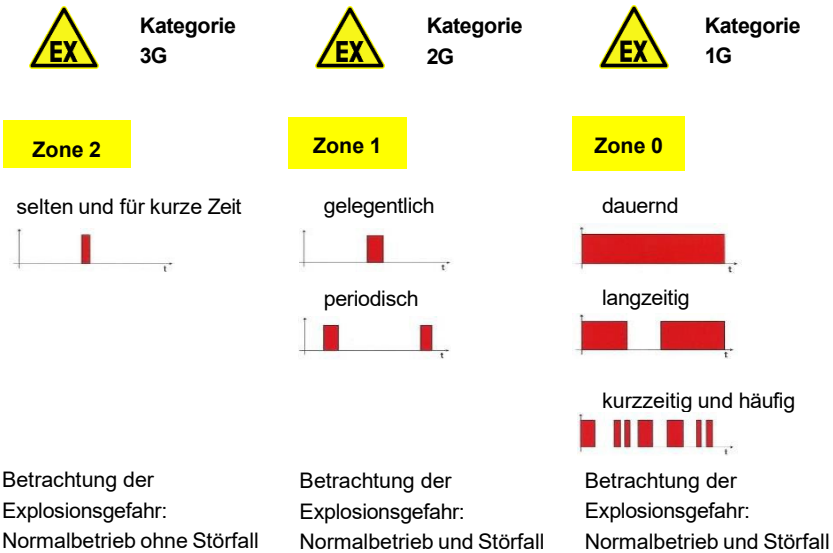 EX
Kategorie
3G
EX
Kategorie
2G
EX
Kategorie
1G
Zone 2
Zone 1
Zone 0
selten und für kurze Zeit
t
gelegentlich
t
periodisch
t
dauernd
t
langzeitig
t
kurzzeitig und häufig
t
Betrachtung der
Explosionsgefahr:
Normalbetrieb ohne Störfall
Betrachtung der
Explosionsgefahr:
Normalbetrieb und Störfall
Betrachtung der
Explosionsgefahr:
Normalbetrieb und Störfall